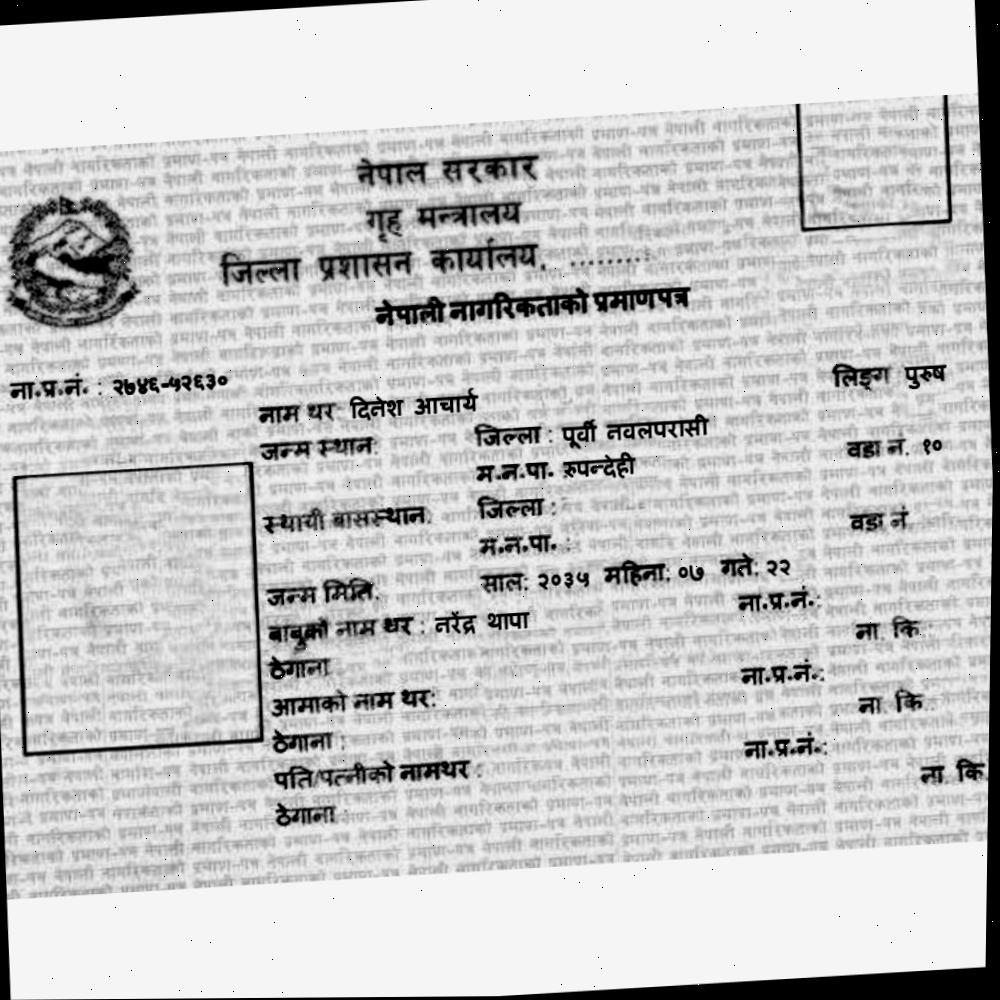 नेपाल सरकार
गृह मन्त्रालय
जिल्ला प्रशासन कार्यालय, ........:
नेपाली नागरिकताको प्रमाणपत्र
ना.प्र.नं. : २७४६-५२६३० लिङ्ग पुरुष
नाम थर: दिनेश आचार्य
जन्म स्थान: जिल्ला : पूर्वी नवलपरासी वडा नं. १०
म.न.पा. रुपन्देही
स्थायी बासस्थान: जिल्ला :
म.न.पा. : वडा नं.
जन्म मिति: साल: २०३५ महिना: ०७ गते: २२
बाबुको नाम थर : नरेंद्र थापा ना.प्र.नं.:
ठेगाना ना. कि.:
आमाको नाम थर: ना.प्र.नं.:
ठेगाना : ना. कि.:
पति/पत्नीको नामथर : ना.प्र.नं.:
ठेगाना : ना. कि.